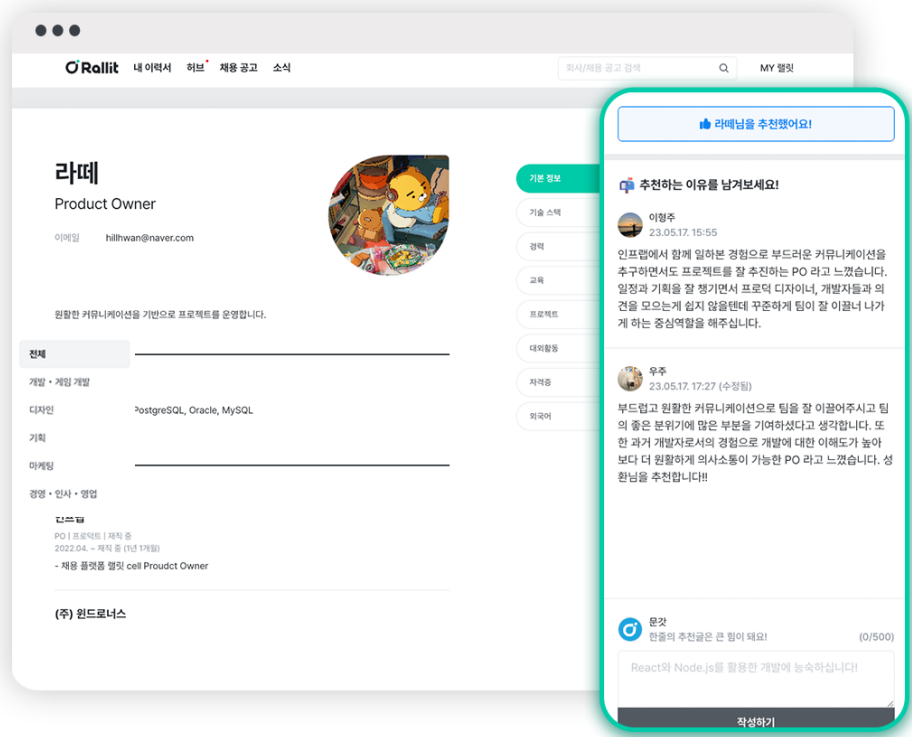 Rallit 내 이력서 허브 채용 공고 소식
회사/채용 공고 검색
MY 랠릿
라떼
Product Owner
이메일 hillhwan@naver.com
원활한 커뮤니케이션을 기반으로 프로젝트를 운영합니다.
전체
개발 • 게임 개발
디자인
PostgreSQL, Oracle, MySQL
기획
마케팅
경영 • 인사 • 영업
인프랩
PO | 프로덕트 | 재직 중
2022.04. ~ 재직 중 (1년 1개월)
- 채용 플랫폼 랠릿 cell Proudct Owner
(주) 윈드로너스
기본 정보
기술 스택
경력
교육
프로젝트
대외활동
자격증
외국어
라떼님을 추천했어요!
추천하는 이유를 남겨보세요!
이형주
23.05.17. 15:55
인프랩에서 함께 일하본 경험으로 부드러운 커뮤니케이션을
추구하면서도 프로젝트를 잘 추진하는 PO 라고 느꼈습니다.
일정과 기획을 잘 챙기면서 프로덕 디자이너, 개발자들과 의
견을 모으는게 쉽지 않을텐데 꾸준하게 팀이 잘 이끌너 나가
게 하는 중심역할을 해주십니다.
우주
23.05.17. 17:27 (수정됨)
부드럽고 원활한 커뮤니케이션으로 팀을 잘 이끌어주시고 팀
의 좋은 분위기에 많은 부분을 기여하셨다고 생각합니다. 또
한 과거 개발자로서의 경험으로 개발에 대한 이해도가 높아
보다 더 원활하게 의사소통이 가능한 PO 라고 느꼈습니다. 성
환님을 추천합니다!!
문갓
한줄의 추천글은 큰 힘이 돼요! (0/500)
React와 Node.js를 활용한 개발에 능숙하십니다!
작성하기